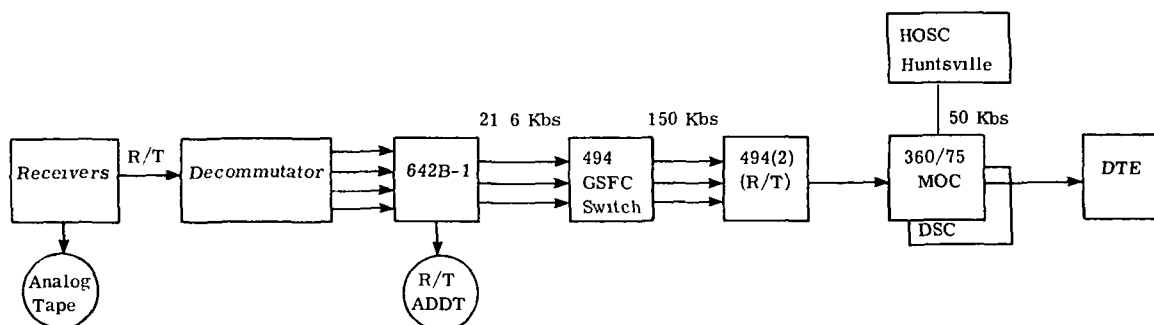 HOSC
Huntsville
21 6 Kbs
150 Kbs
50 Kbs
R/T
Receivers
Decommutator
642B-1
494
GSFC
Switch
494(2)
(R/T)
360/75
MOC
DTE
DSC
Analog
Tape
R/T
ADDT